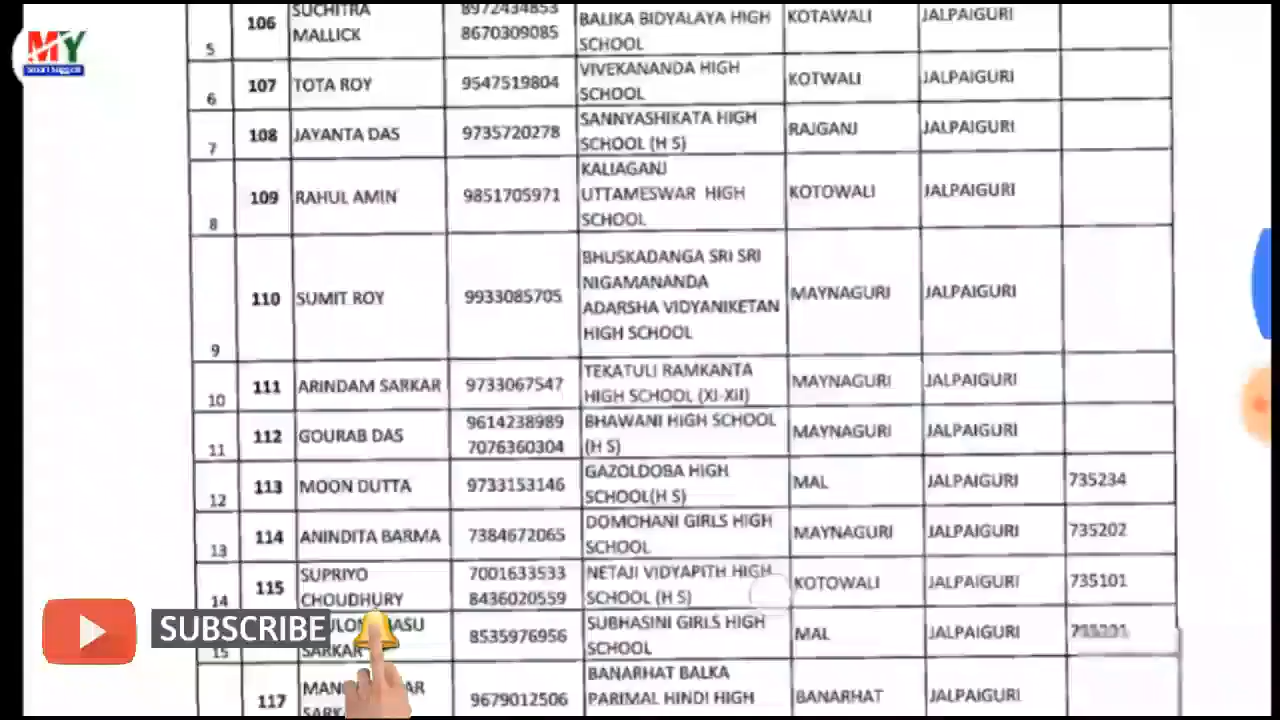 MY
SUCHITRA MALLICK
106
8972434853
8670309085
BALIKA BIDYALAYA HIGH
SCHOOL
KOTAWALI
JALPAIGURI
5
107
TOTA ROY
9547519804
VIVEKANANDA HIGH
SCHOOL
KOTWALI
JALPAIGURI
6
108
JAYANTA DAS
9735720278
SANNYASHIKATA HIGH
SCHOOL (H S)
RAJGANJ
JALPAIGURI
7
109
RAHUL AMIN
9851705971
KALIAGANJ
UTTAMESWAR HIGH
SCHOOL
KOTOWALI
JALPAIGURI
8
110
SUMIT ROY
9933085705
BHUSKADANGA SRI SRI
NIGAMANANDA
ADARSHA VIDYANIKETAN
HIGH SCHOOL
MAYNAGURI
JALPAIGURI
9
111
ARINDAM SARKAR
9733067547
TEKATULI RAMKANTA
HIGH SCHOOL (XI-XII)
MAYNAGURI
JALPAIGURI
10
112
GOURAB DAS
9614238989
7076360304
BHAWANI HIGH SCHOOL
(H S)
MAYNAGURI
JALPAIGURI
11
113
MOON DUTTA
9733153146
GAZOLDOBA HIGH
SCHOOL(H S)
MAL
JALPAIGURI
735234
12
114
ANINDITA BARMA
7384672065
DOMOHANI GIRLS HIGH
SCHOOL
MAYNAGURI
JALPAIGURI
735202
13
115
SUPRIYO
CHOUDHURY
7001633533
8436020559
NETAJI VIDYAPITH HIGH
SCHOOL (H S)
KOTOWALI
JALPAIGURI
735101
14
SUBSCRIBE
SARKAR
8535976956
SUBHASINI GIRLS HIGH
SCHOOL
MAL
JALPAIGURI
15
117
9679012506
BANARHAT BALKA
PARIMAL HINDI HIGH
BANARHAT
JALPAIGURI